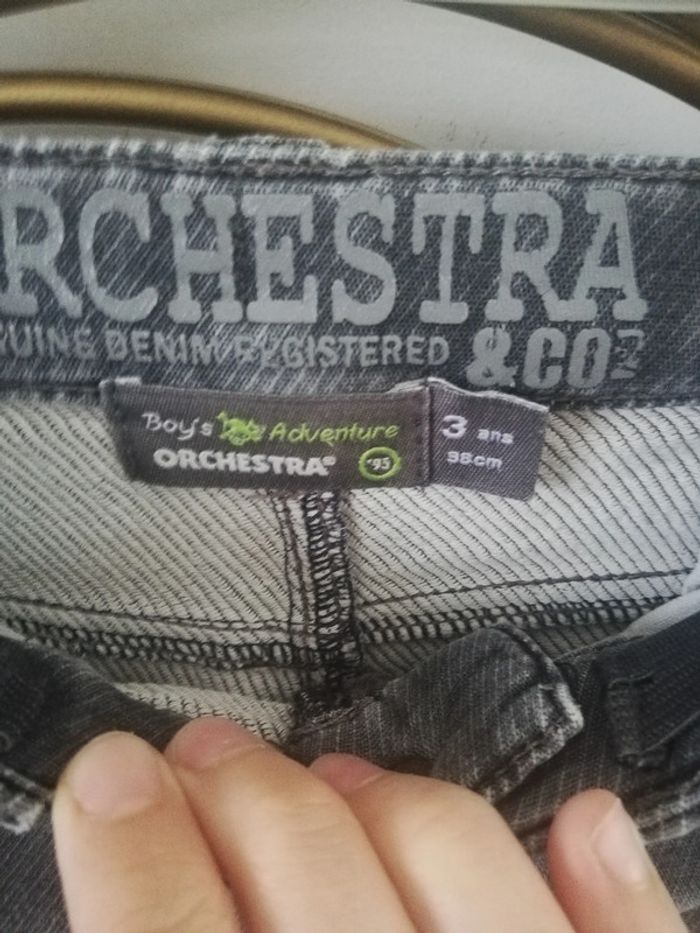 RCHESTRA
UINE DENIM REGISTERED &CO
Boy's Adventure
ORCHESTRA® '95
3 ans
98cm